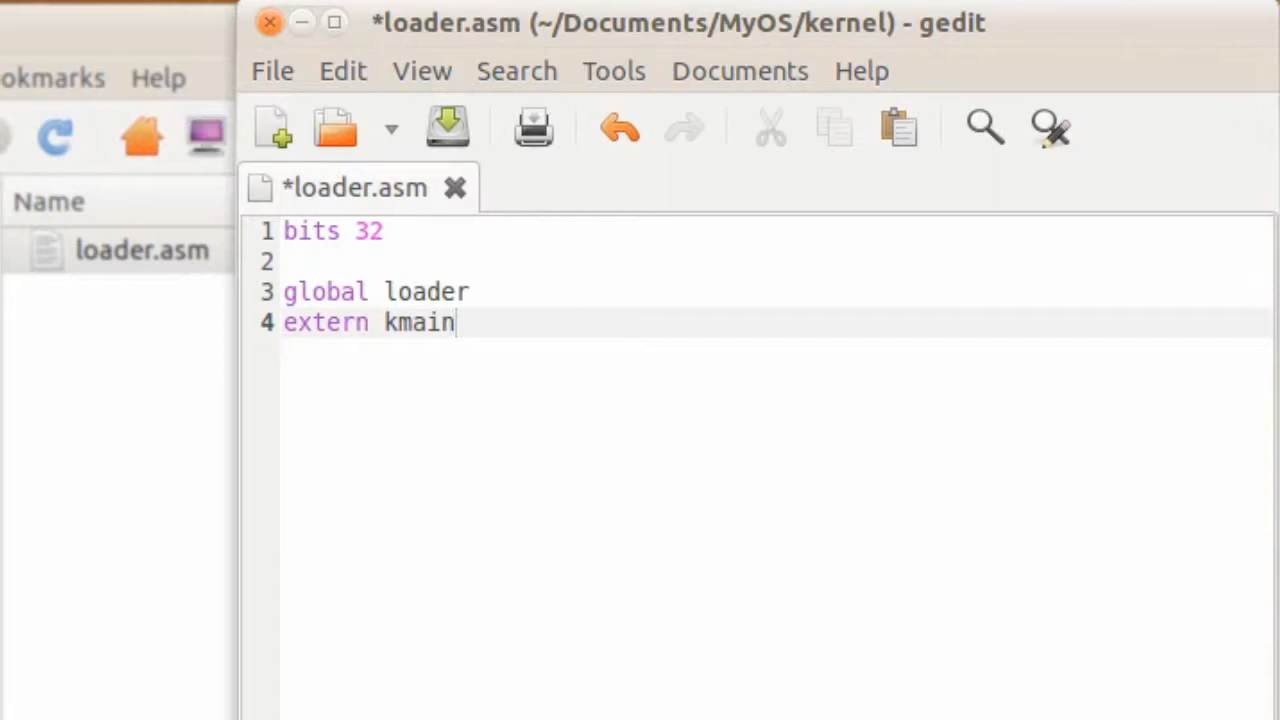 *loader.asm (~/Documents/MyOS/kernel) - gedit
okmarks Help
File Edit View Search Tools Documents Help
*loader.asm
Name
loader.asm
1 bits 32
2
3 global loader
4 extern kmain